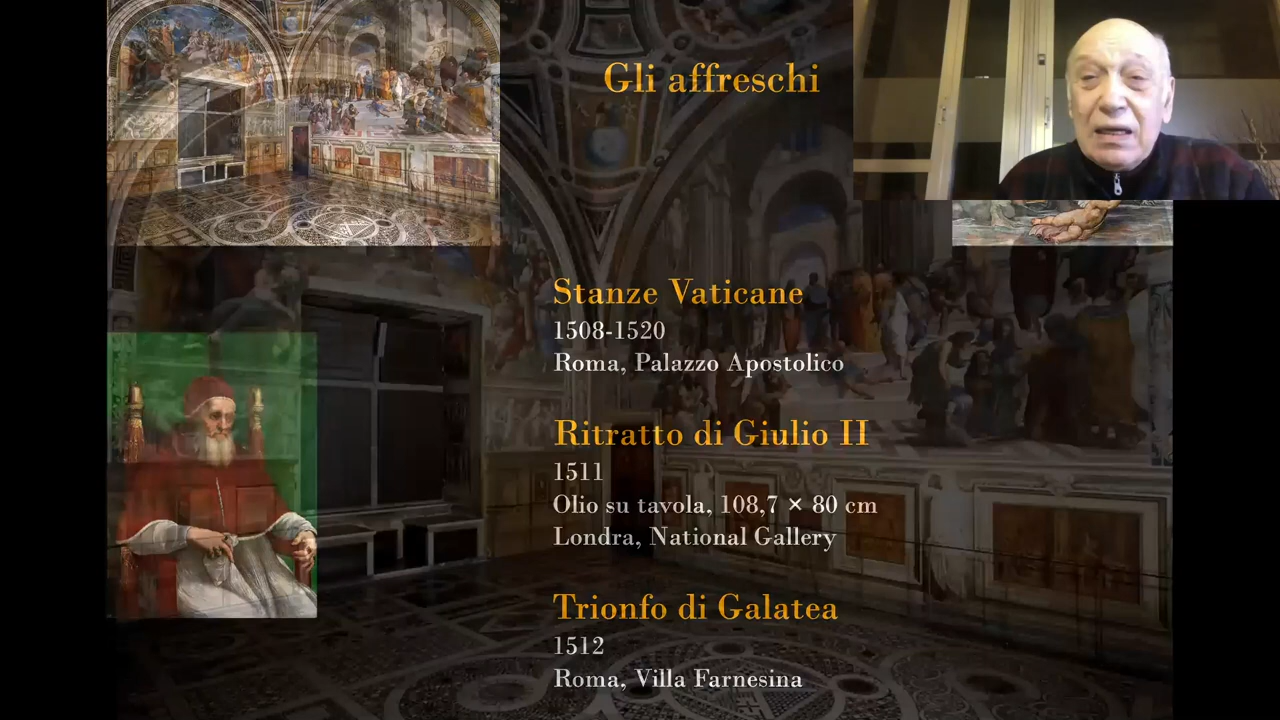 Gli affreschi
Stanze Vaticane
1508-1520
Roma, Palazzo Apostolico
Ritratto di Giulio II
1511
Olio su tavola, 108,7 × 80 cm
Londra, National Gallery
Trionfo di Galatea
1512
Roma, Villa Farnesina